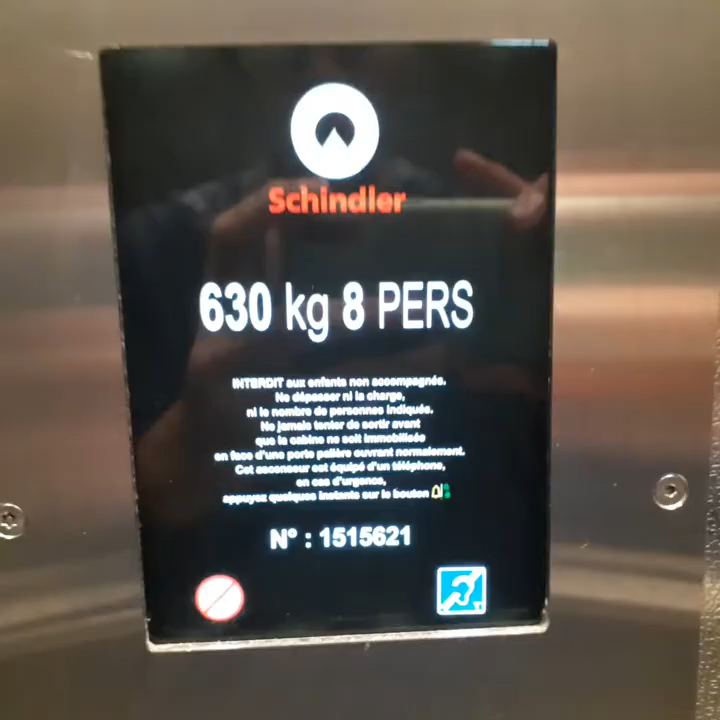 Schindler
630 kg 8 PERS
INTERDIT aux enfants non accompagnés.
Ne dépasser ni la charge,
ni le nombre de personnes indiqués.
Ne jamais tenter de sortir avant
que la cabine ne soit immobilisée
en face d'une porte palière ouvrant normalement.
Cet ascenseur est équipé d'un téléphone,
en cas d'urgence,
appuyez quelques instants sur le bouton
N° : 1515621